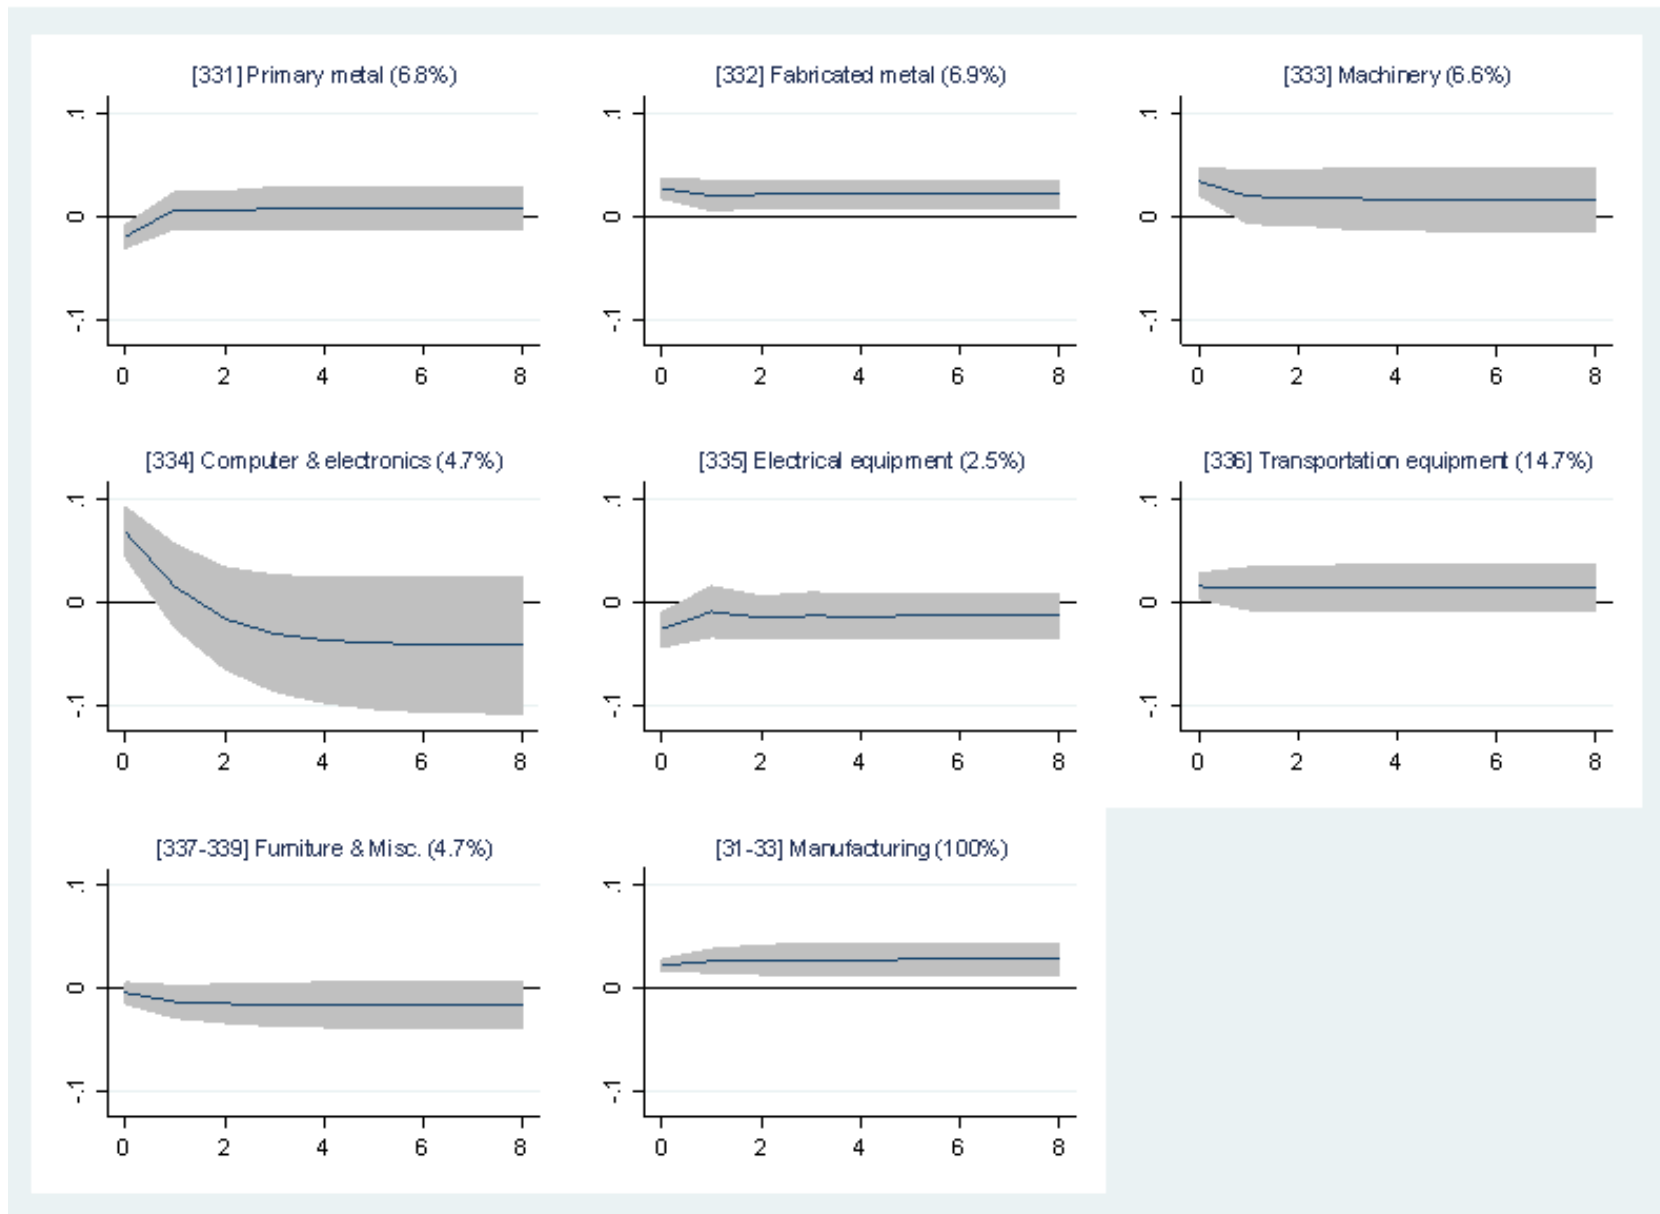 [331] Primary metal (6.8%)
[332] Fabricated metal (6.9%)
[333] Machinery (6.6%)
.1
0
-.1
0 2 4 6 8
.1
0
-.1
0 2 4 6 8
.1
0
-.1
0 2 4 6 8
[334] Computer & electronics (4.7%)
[335] Electrical equipment (2.5%)
[336] Transportation equipment (14.7%)
.1
0
-.1
0 2 4 6 8
.1
0
-.1
0 2 4 6 8
.1
0
-.1
0 2 4 6 8
[337-339] Furniture & Misc. (4.7%)
[31-33] Manufacturing (100%)
.1
0
-.1
0 2 4 6 8
.1
0
-.1
0 2 4 6 8